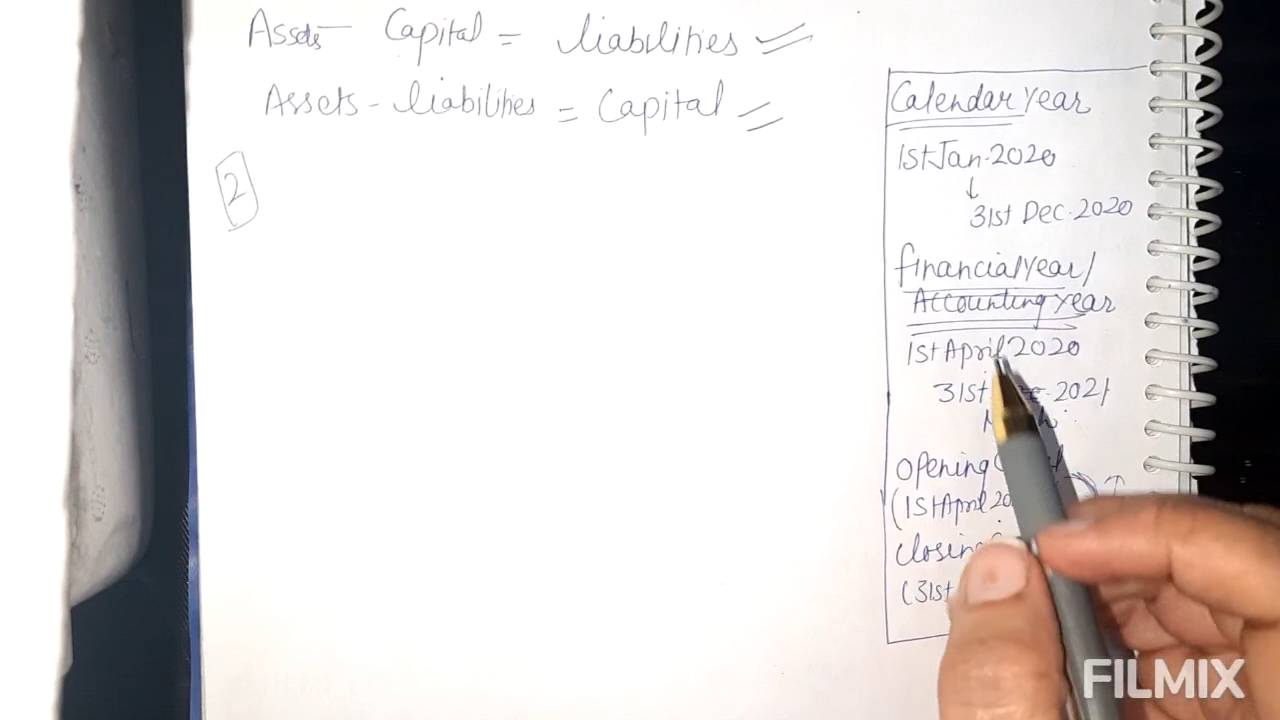 Assets - Capital = liabilities
Assets - liabilities = Capital
2
Calendar Year
1st Jan. 2020
↓
31st Dec. 2020
financial Year/
Accounting Year
1st April 2020
31st 2021
opening
(1st April 20
closing
(31st
FILMIX